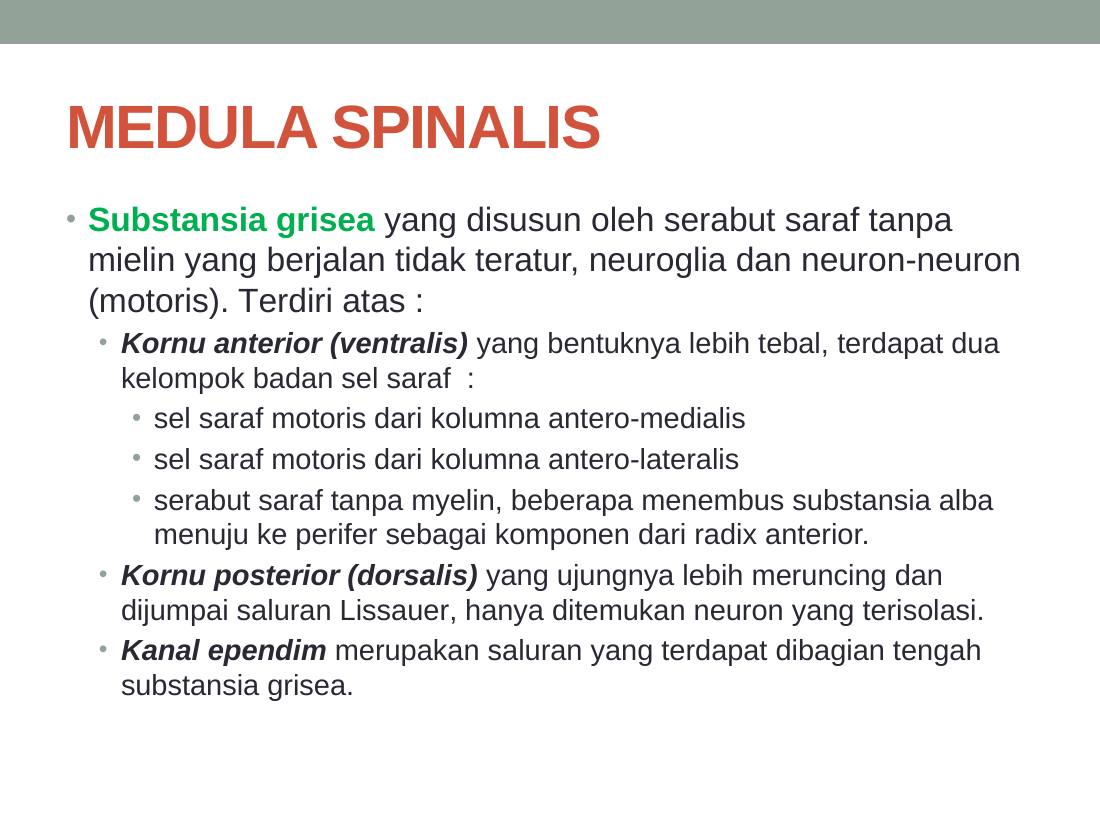 MEDULA SPINALIS
• Substansia grisea yang disusun oleh serabut saraf tanpa
mielin yang berjalan tidak teratur, neuroglia dan neuron-neuron
(motoris). Terdiri atas :
• Kornu anterior (ventralis) yang bentuknya lebih tebal, terdapat dua
kelompok badan sel saraf  :
• sel saraf motoris dari kolumna antero-medialis
• sel saraf motoris dari kolumna antero-lateralis
• serabut saraf tanpa myelin, beberapa menembus substansia alba
menuju ke perifer sebagai komponen dari radix anterior.
• Kornu posterior (dorsalis) yang ujungnya lebih meruncing dan
dijumpai saluran Lissauer, hanya ditemukan neuron yang terisolasi.
• Kanal ependim merupakan saluran yang terdapat dibagian tengah
substansia grisea.